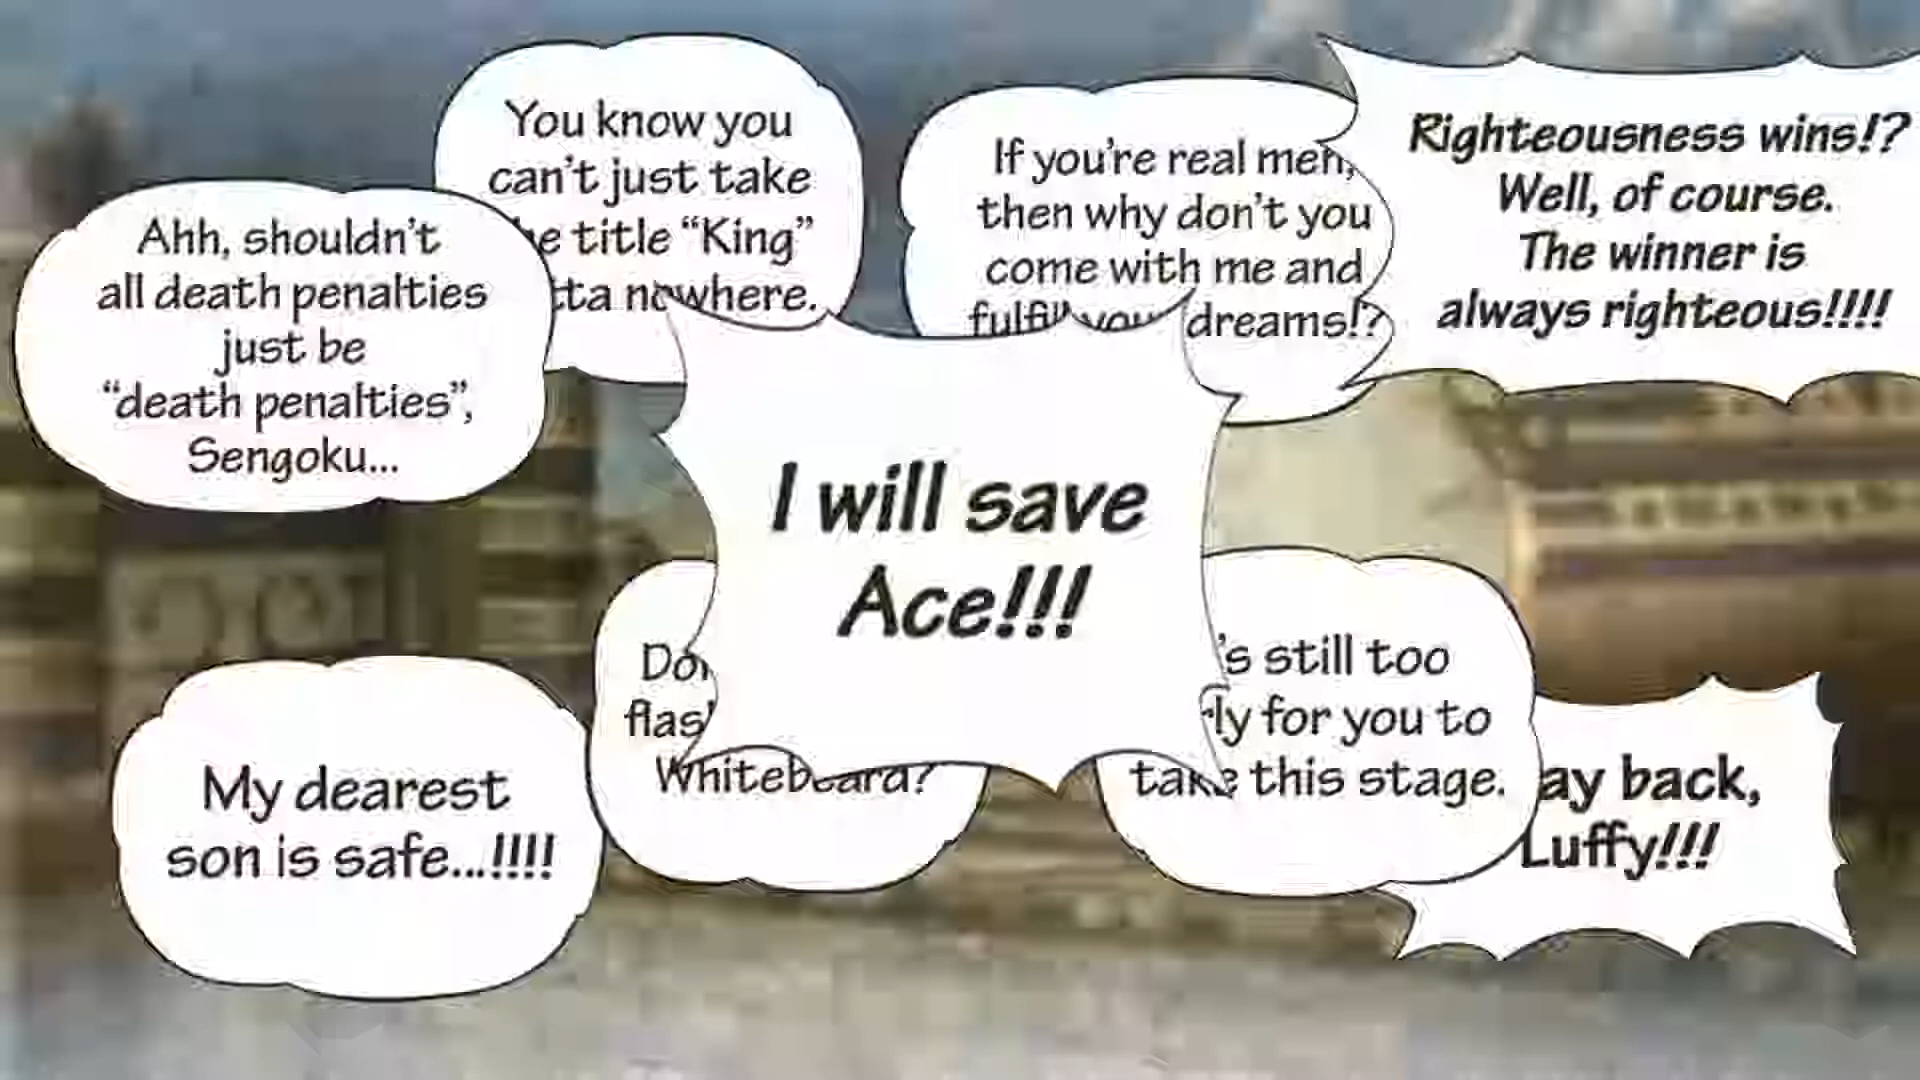 You know you
can't just take
title “King”
nowhere.
If you're real men,
then why don't you
come with me and
fulfill your dreams!?
Righteousness wins!?
Well, of course.
The winner is
always righteous!!!!
Ahh, shouldn't
all death penalties
just be
“death penalties”,
Sengoku...
I will save
Ace!!!
Whitebeard?
still too
for you to
take this stage.
My dearest
son is safe...!!!!
back,
Luffy!!!